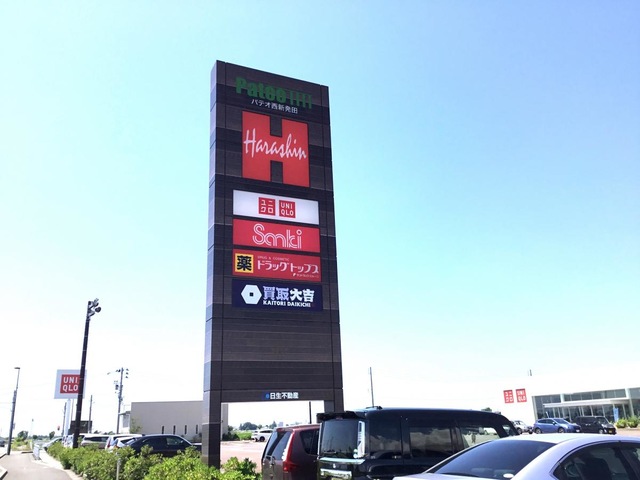 Pateo
パテオ西新発田
Harashin
ユニ
クロ
UNI
QLO
Sanki
薬
DRUG & COSMETIC
ドラッグトップス
買取大吉
KAITORI DAIKICHI
日生不動産
UNI
QLO